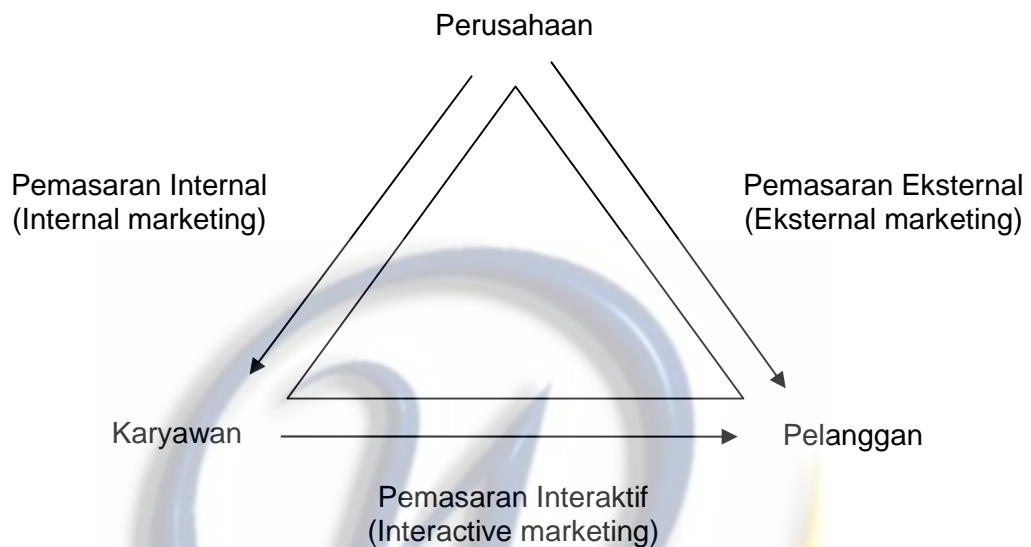 Perusahaan
Pemasaran Internal
(Internal marketing)
Pemasaran Eksternal
(Eksternal marketing)
Karyawan
Pelanggan
Pemasaran Interaktif
(Interactive marketing)